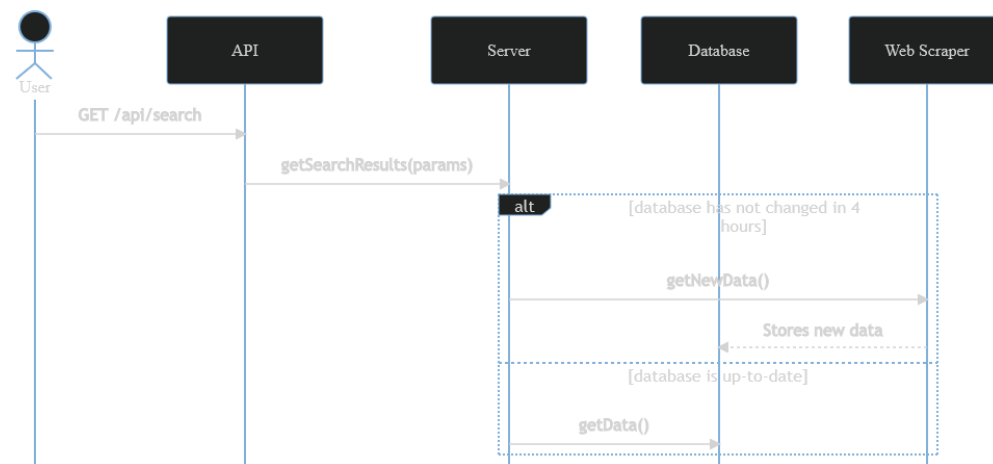 User
API
Server
Database
Web Scraper
GET /api/search
getSearchResults(params)
alt
[database has not changed in 4
hours]
getNewData()
Stores new data
[database is up-to-date]
getData()